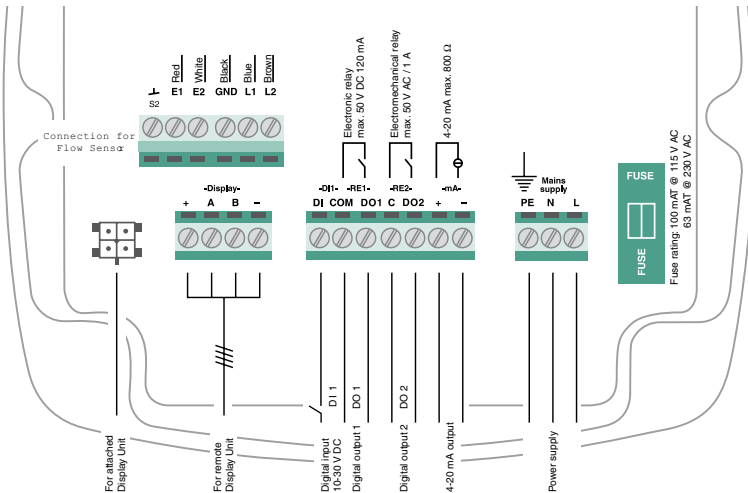 Red
White
Black
Blue
Brown
E1 E2 GND L1 L2
S2
Connection for
Flow Sensor
Electronic relay
max. 50 V DC 120 mA
Electromechanical relay
max. 50 V AC / 1 A
4-20 mA max. 800 Ω
-Display-
+ A B −
-DI1- -RE1- -RE2- -mA-
DI COM DO1 C DO2 + −
Mains
supply
PE N L
FUSE
FUSE
Fuse rating: 100 mAT @ 115 V AC
63 mAT @ 230 V AC
DI 1
DO 1
DO 2
For attached
Display Unit
For remote
Display Unit
Digital input
10-30 V DC
Digital output 1
Digital output 2
4-20 mA output
Power supply